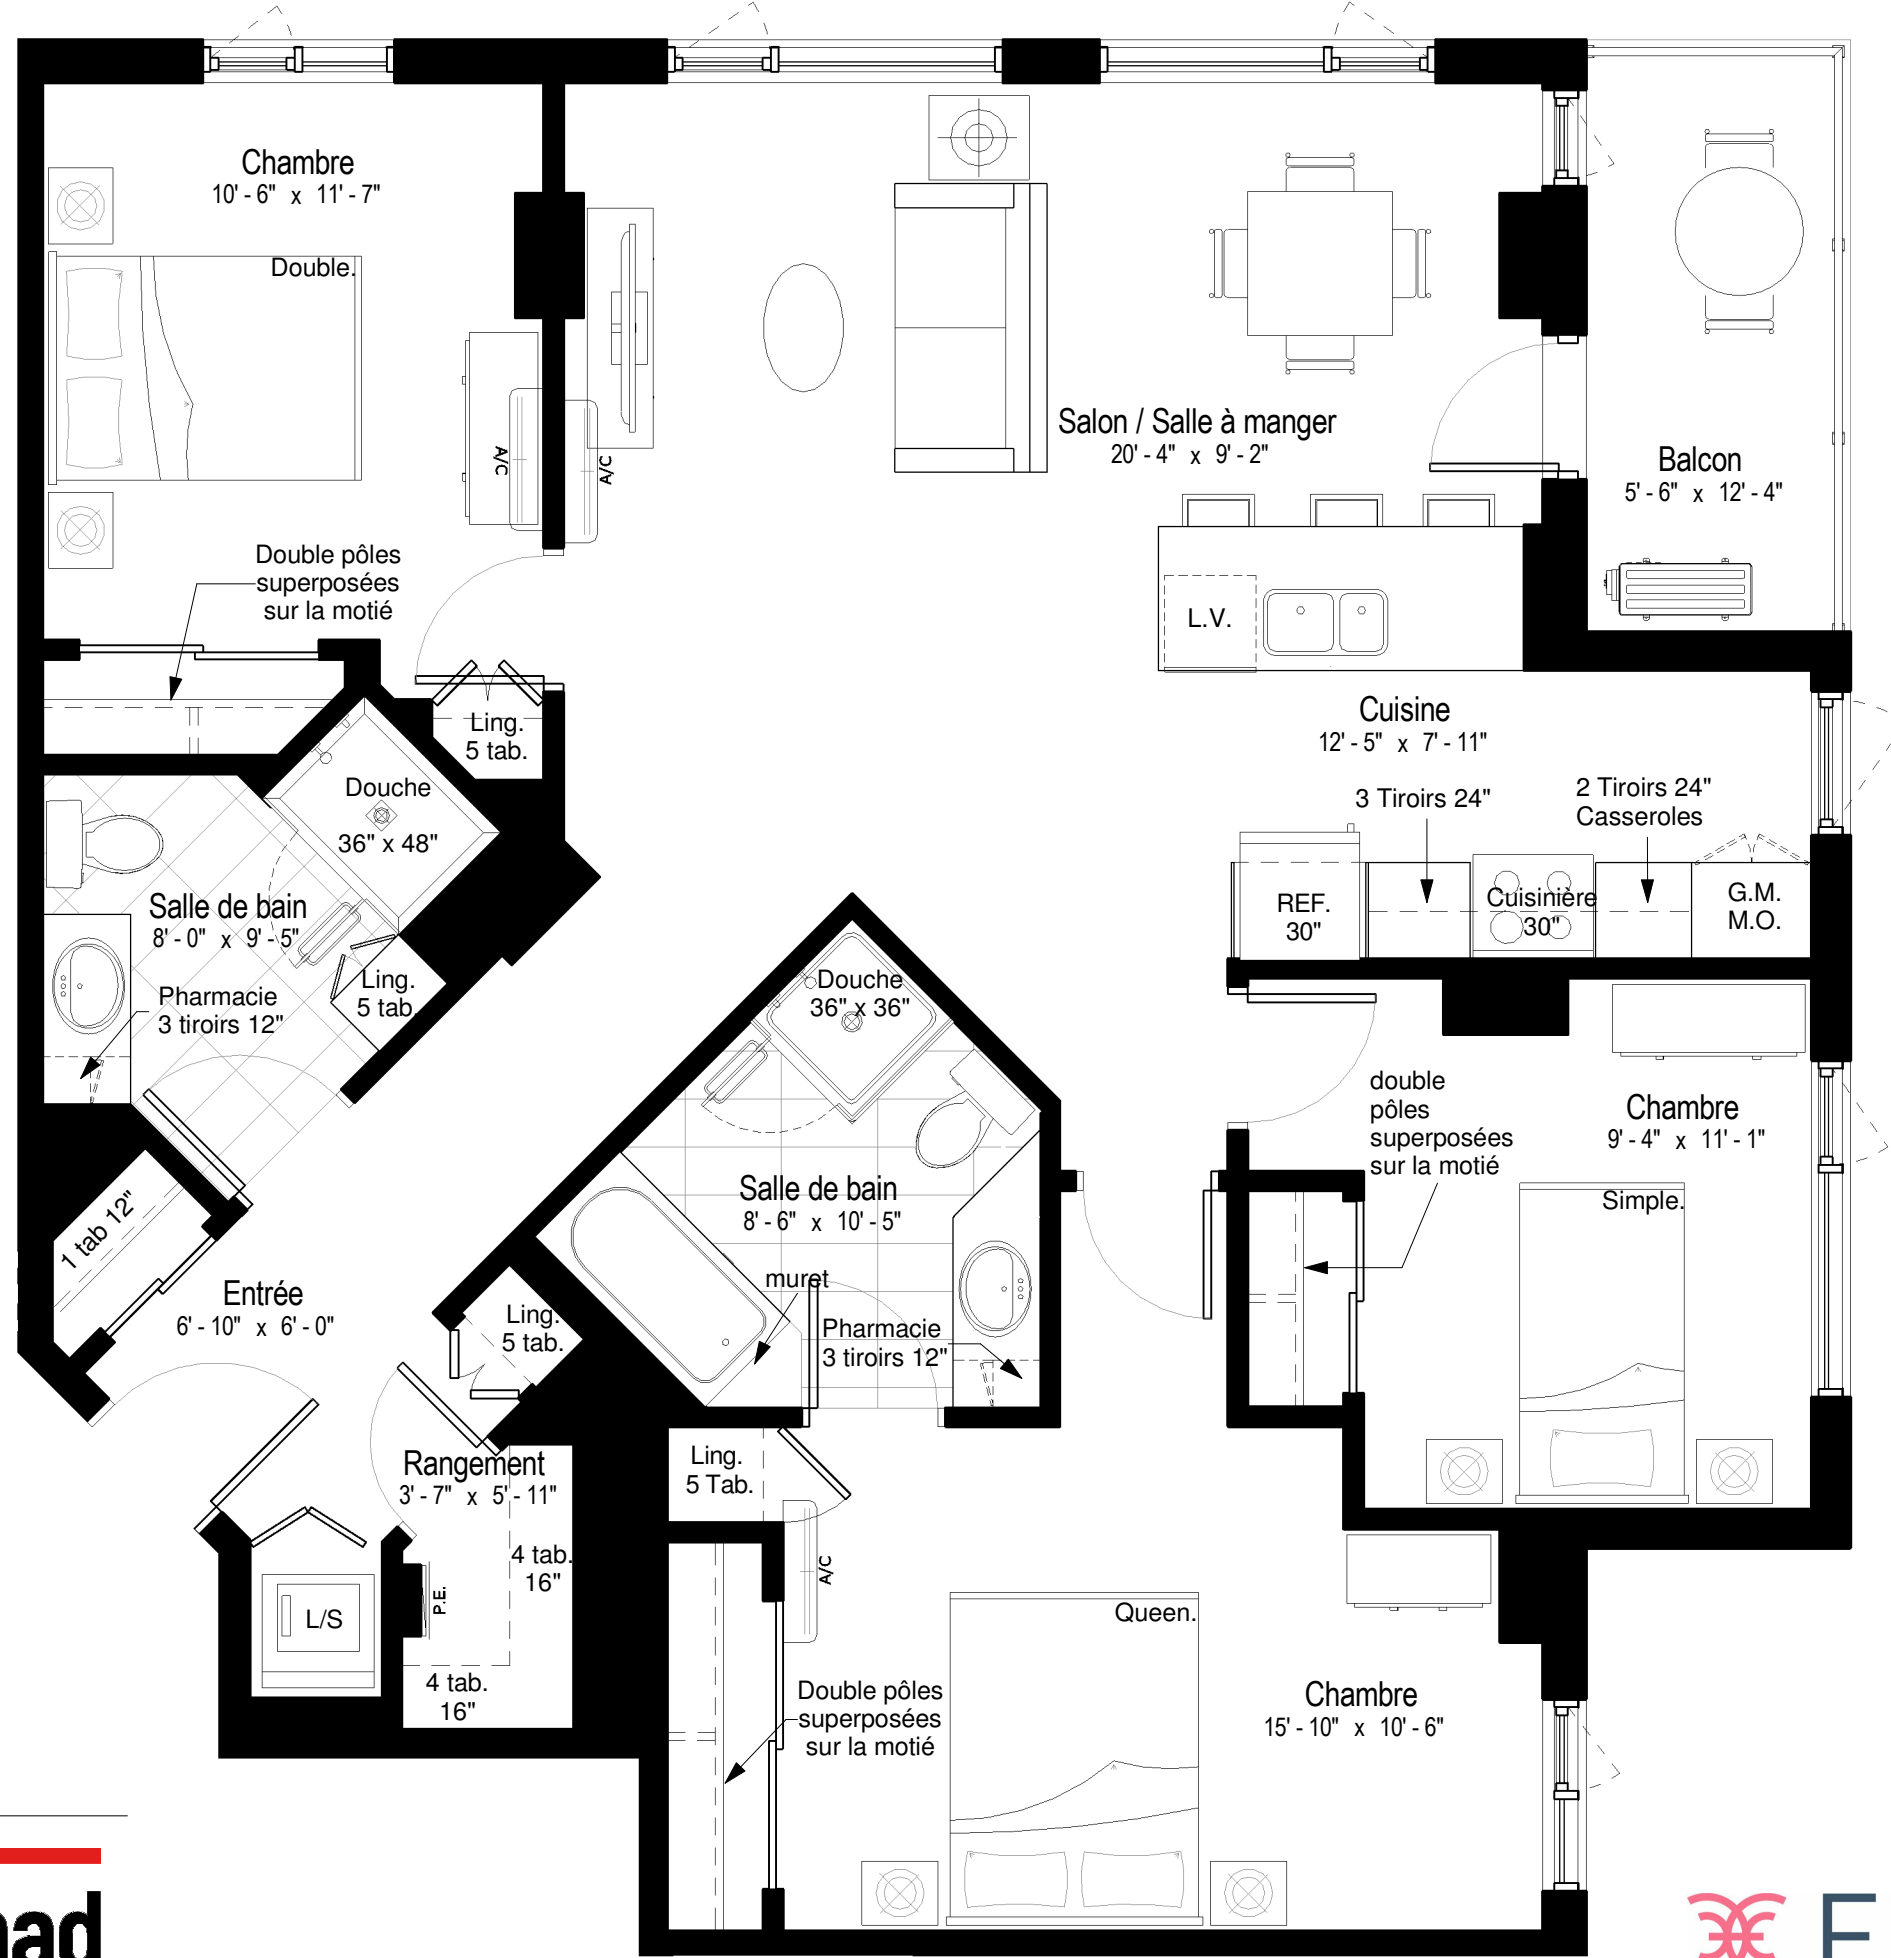 Chambre
10' - 6" x 11' - 7"
Double.
A/C
A/C
Double pôles
superposées
sur la motié
Salon / Salle à manger
20' - 4" x 9' - 2"
Balcon
5' - 6" x 12' - 4"
L.V.
Ling.
5 tab.
Cuisine
12' - 5" x 7' - 11"
3 Tiroirs 24"
2 Tiroirs 24"
Casseroles
REF.
30"
Cuisinière
30"
G.M.
M.O.
Douche
36" x 48"
Salle de bain
8' - 0" x 9' - 5"
Ling.
5 tab.
Pharmacie
3 tiroirs 12"
Douche
36" x 36"
Salle de bain
8' - 6" x 10' - 5"
muret
Pharmacie
3 tiroirs 12"
double
pôles
superposées
sur la motié
Chambre
9' - 4" x 11' - 1"
Simple.
1 tab 12"
Entrée
6' - 10" x 6' - 0"
Ling.
5 tab.
Rangement
3' - 7" x 5' - 11"
4 tab.
16"
P.E.
L/S
4 tab.
16"
Ling.
5 Tab.
A/C
Queen.
Double pôles
superposées
sur la motié
Chambre
15' - 10" x 10' - 6"